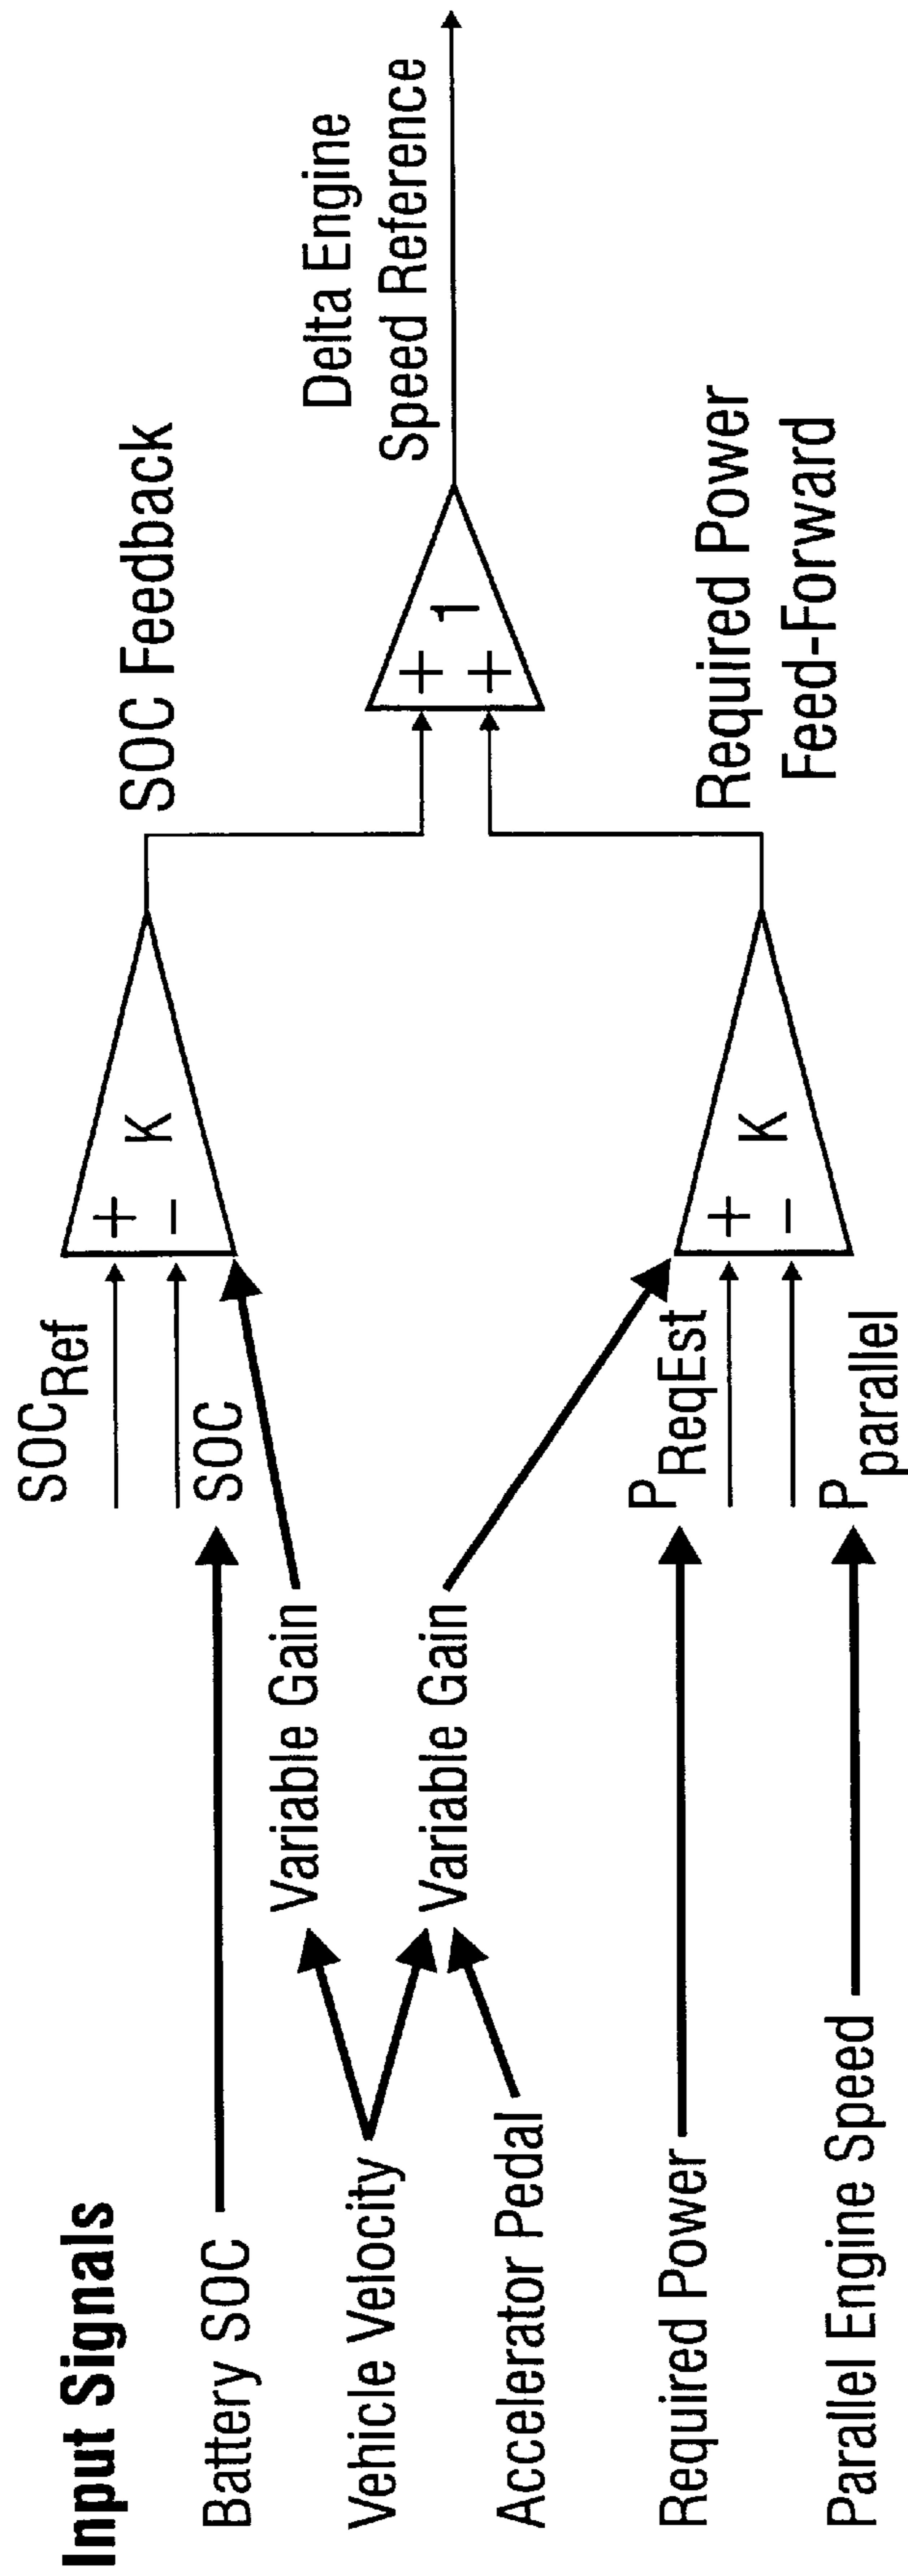 Input Signals
Battery SOC
Vehicle Velocity
Accelerator Pedal
Required Power
Parallel Engine Speed
Variable Gain
Variable Gain
SOCRef
SOC
PReqEst
Pparallel
+
− K
+
− K
SOC Feedback
Required Power
Feed-Forward
+
+ 1
Delta Engine
Speed Reference